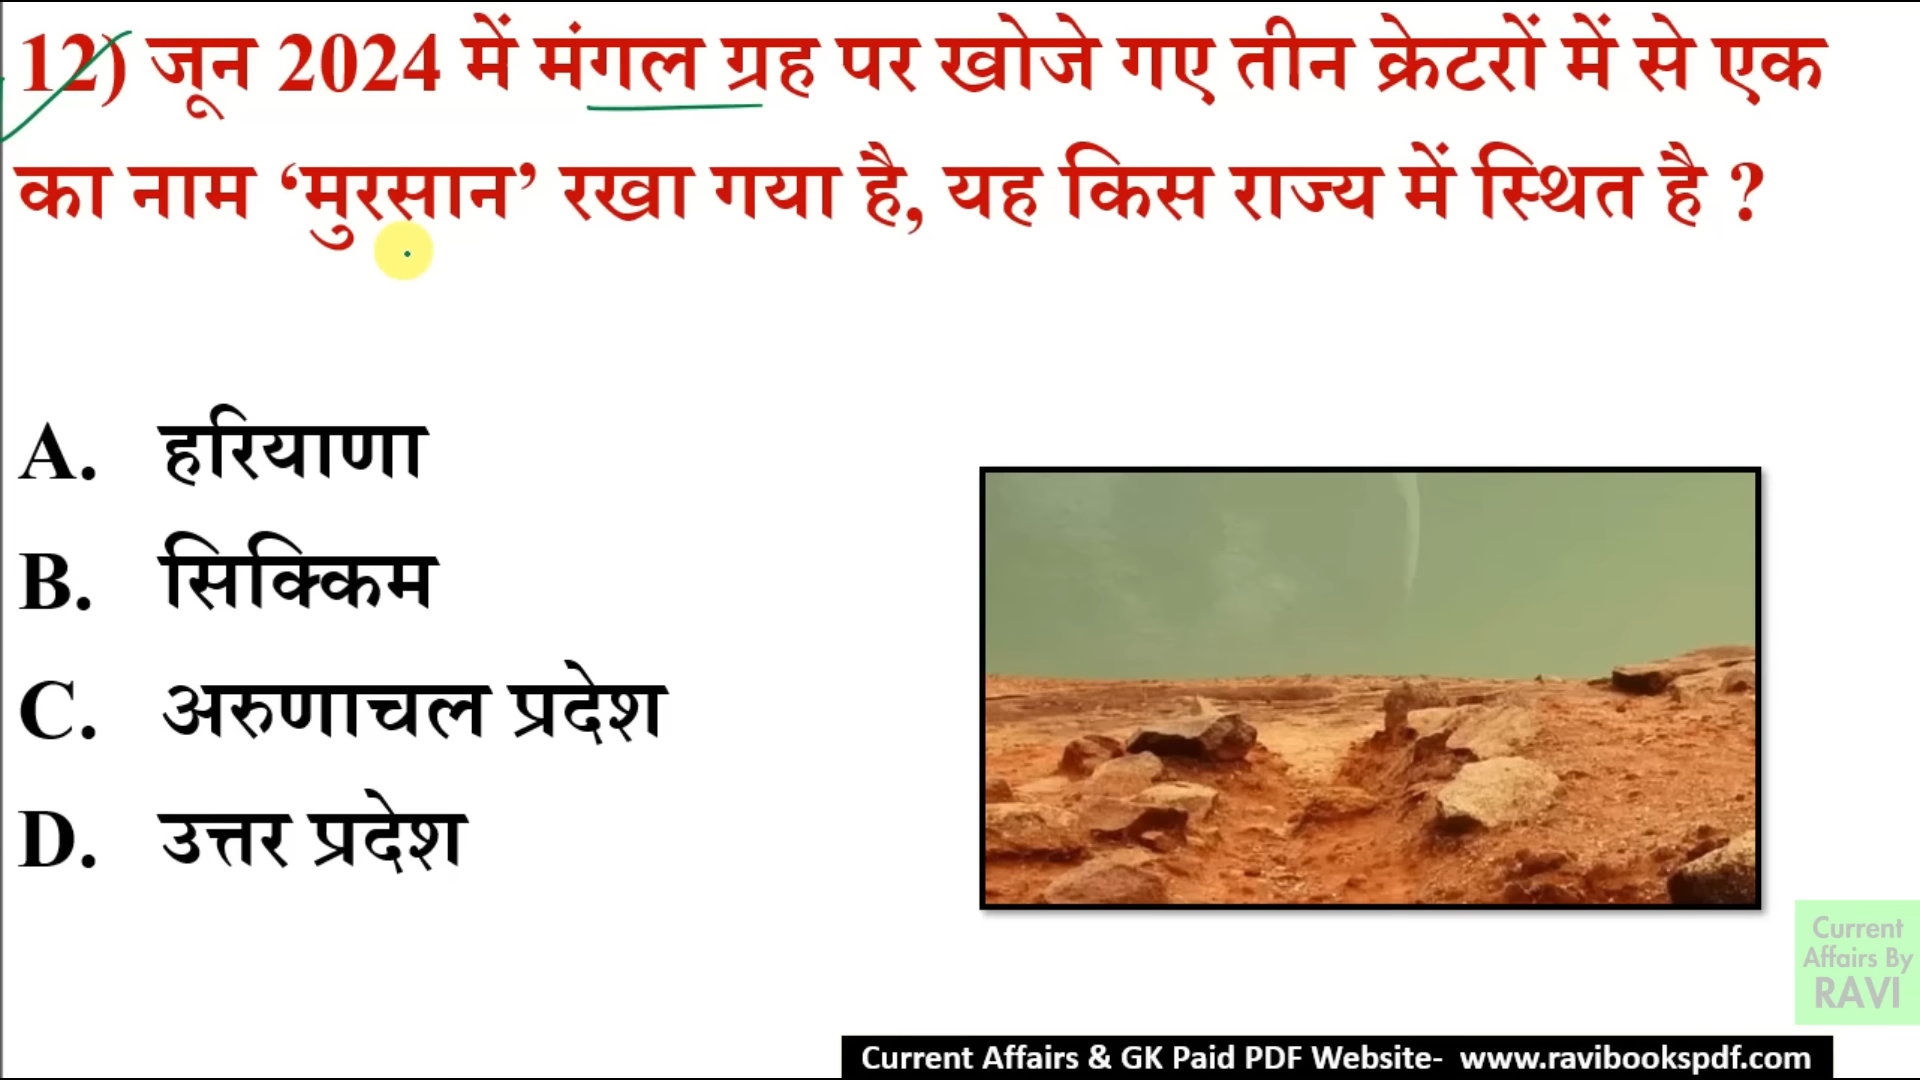 12) जून 2024 में मंगल ग्रह पर खोजे गए तीन क्रेटरों में से एक
का नाम ‘मुरसान’ रखा गया है, यह किस राज्य में स्थित है ?
A. हरियाणा
B. सिक्किम
C. अरुणाचल प्रदेश
D. उत्तर प्रदेश
Current
Affairs By
RAVI
Current Affairs & GK Paid PDF Website- www.ravibookspdf.com